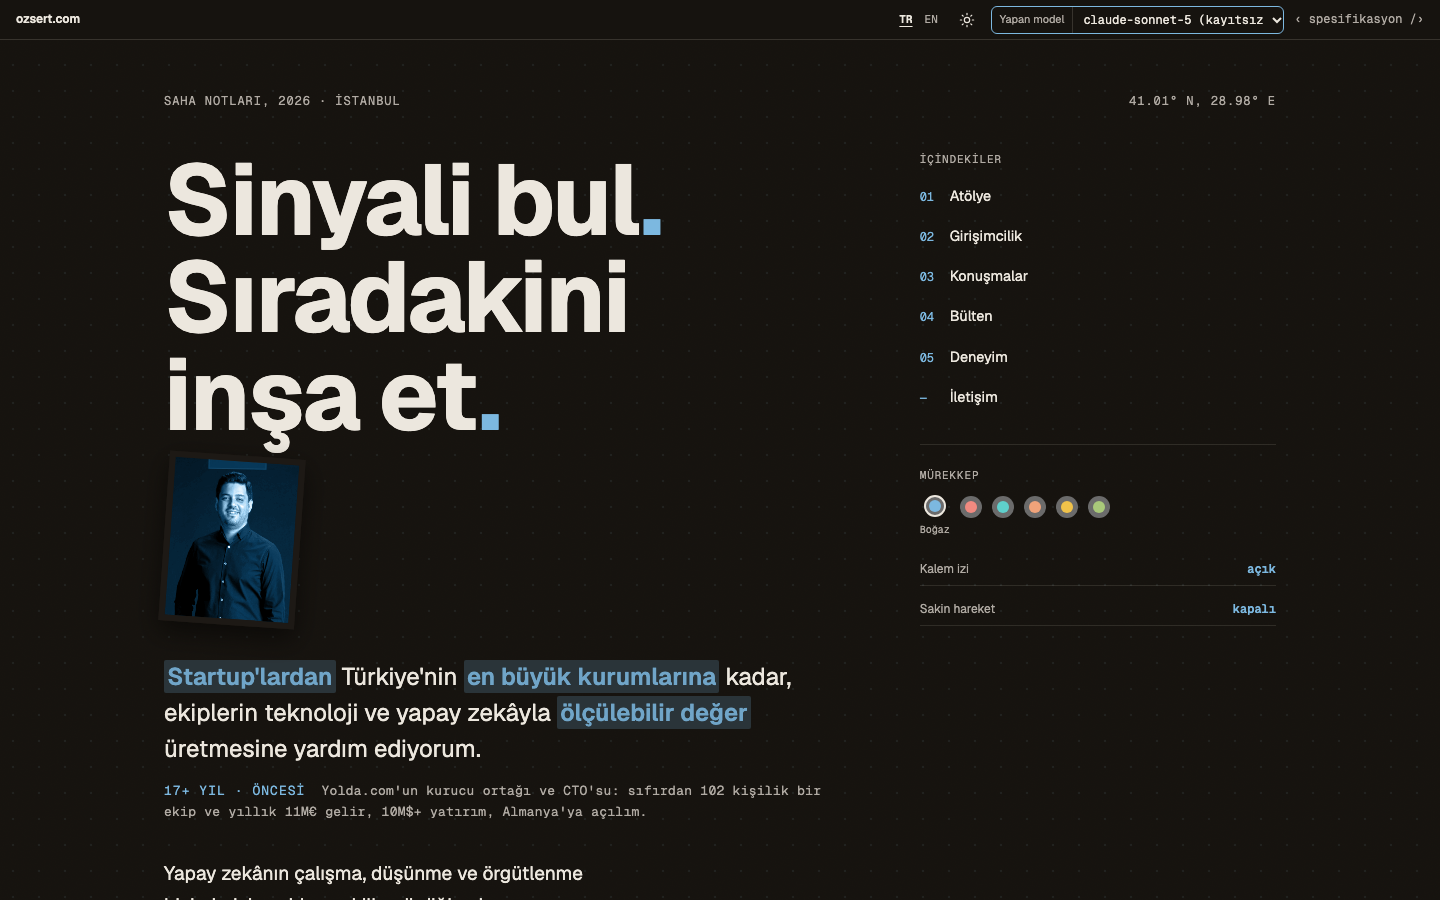 ozsert.com
TR EN Yapan model claude-sonnet-5 (kayıtsız ‹ spesifikasyon /›
SAHA NOTLARI, 2026 · İSTANBUL
41.01° N, 28.98° E
Sinyali bul.
Sıradakini
inşa et.
İÇİNDEKİLER
01 Atölye
02 Girişimcilik
03 Konuşmalar
04 Bülten
05 Deneyim
— İletişim
MÜREKKEP
Boğaz
Kalem izi açık
Sakin hareket kapalı
Startup'lardan Türkiye'nin en büyük kurumlarına kadar,
ekiplerin teknoloji ve yapay zekâyla ölçülebilir değer
üretmesine yardım ediyorum.
17+ YIL · ÖNCESİ Yolda.com'un kurucu ortağı ve CTO'su: sıfırdan 102 kişilik bir
ekip ve yıllık 11M€ gelir, 10M$+ yatırım, Almanya'ya açılım.
Yapay zekânın çalışma, düşünme ve örgütlenme